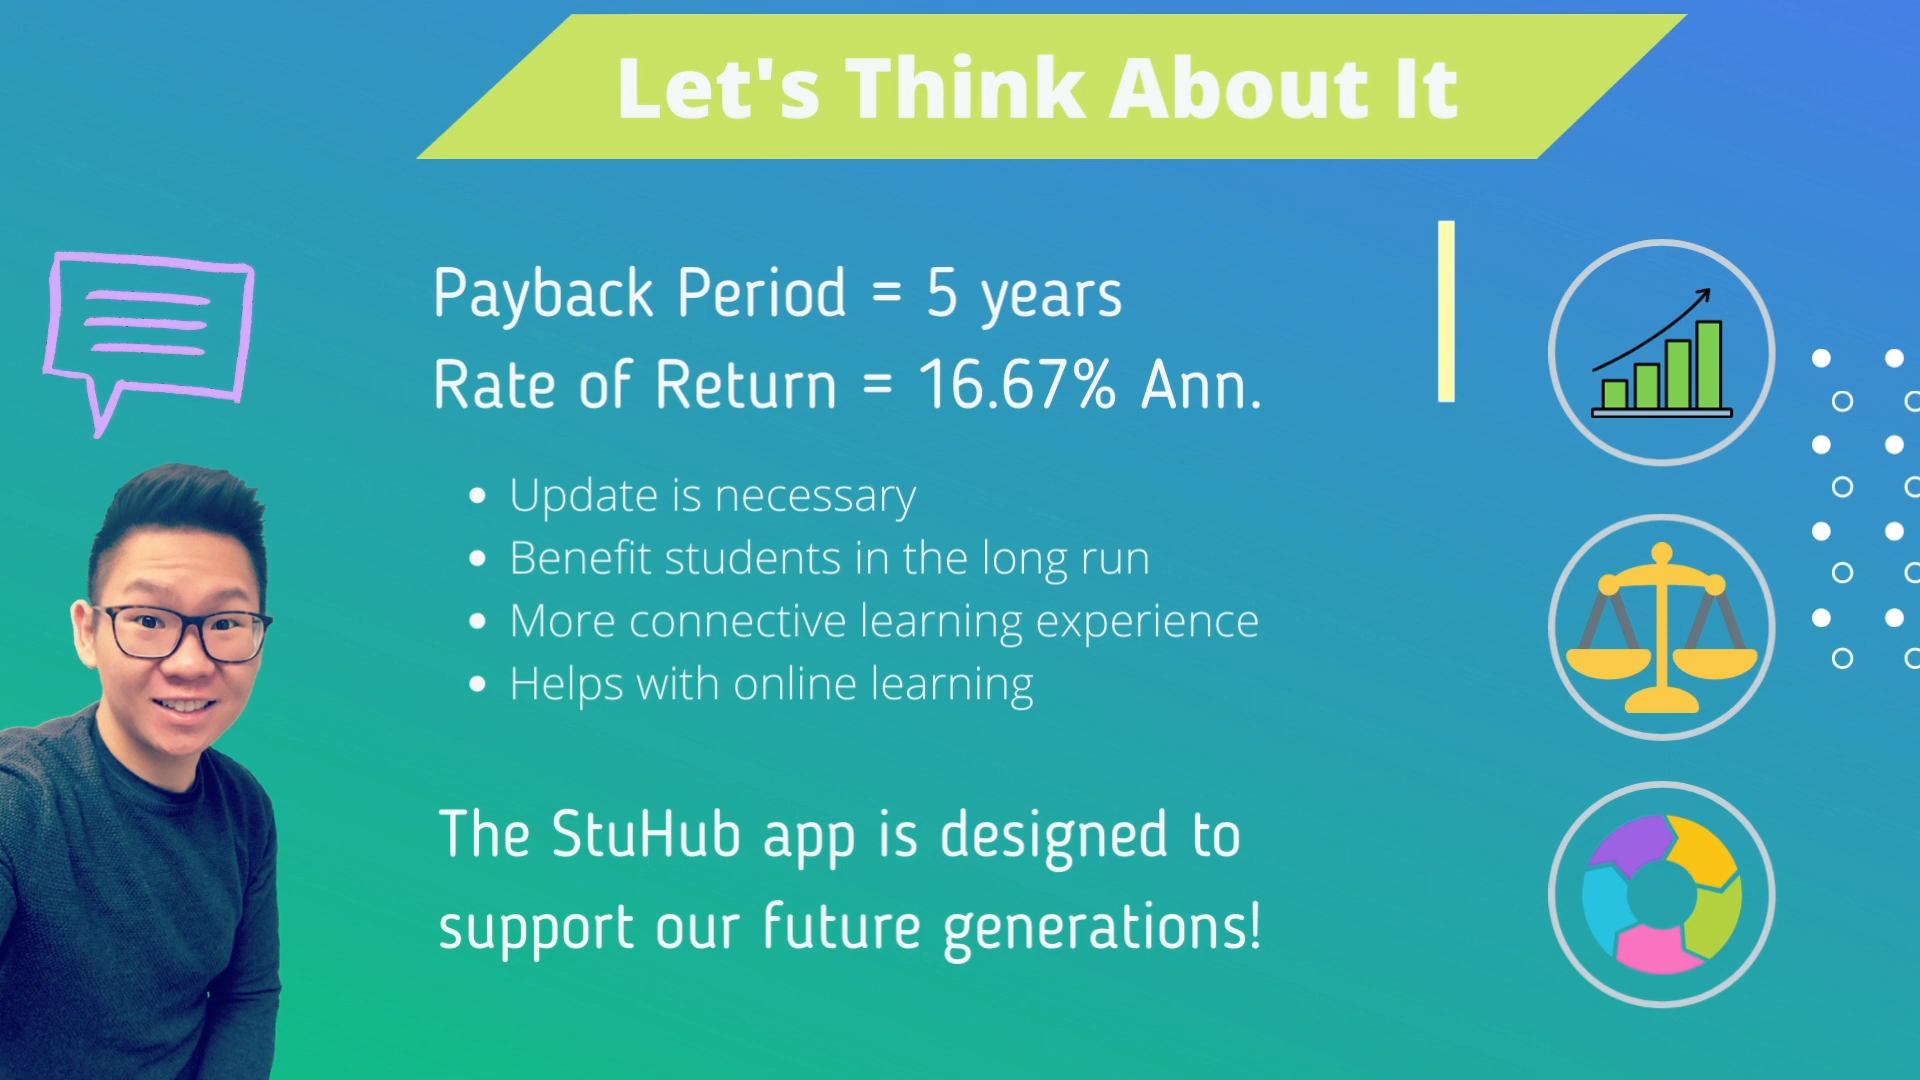 Let's Think About It
Payback Period = 5 years
Rate of Return = 16.67% Ann.
• Update is necessary
• Benefit students in the long run
• More connective learning experience
• Helps with online learning
The StuHub app is designed to
support our future generations!